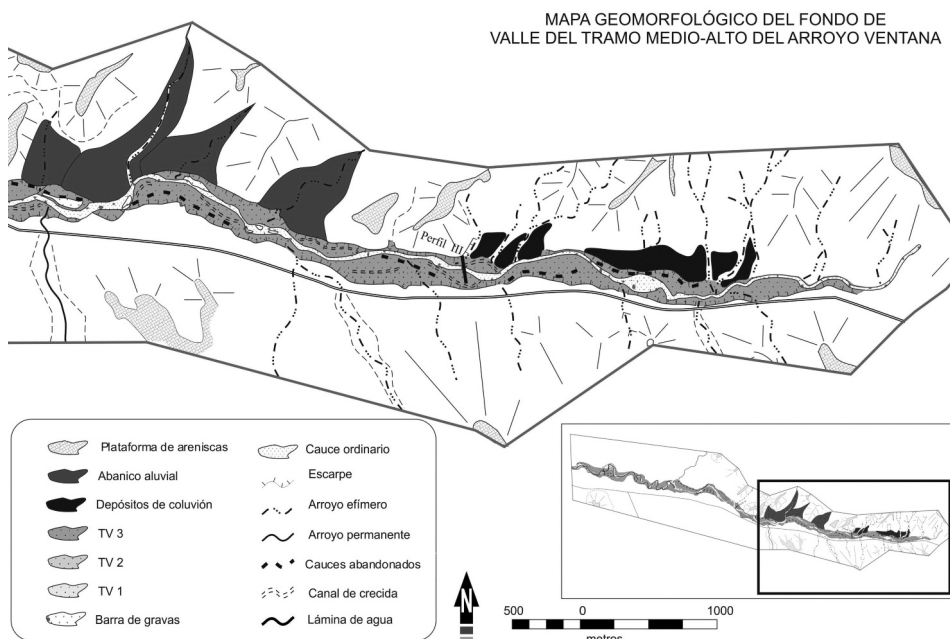 MAPA GEOMORFOLÓGICO DEL FONDO DE
VALLE DEL TRAMO MEDIO-ALTO DEL ARROYO VENTANA
Perfil III
Plataforma de areniscas
Abanico aluvial
Depósitos de coluvión
TV 3
TV 2
TV 1
Barra de gravas
Cauce ordinario
Escarpe
Arroyo efímero
Arroyo permanente
Cauces abandonados
Canal de crecida
Lámina de agua
N
500 0 1000
metros